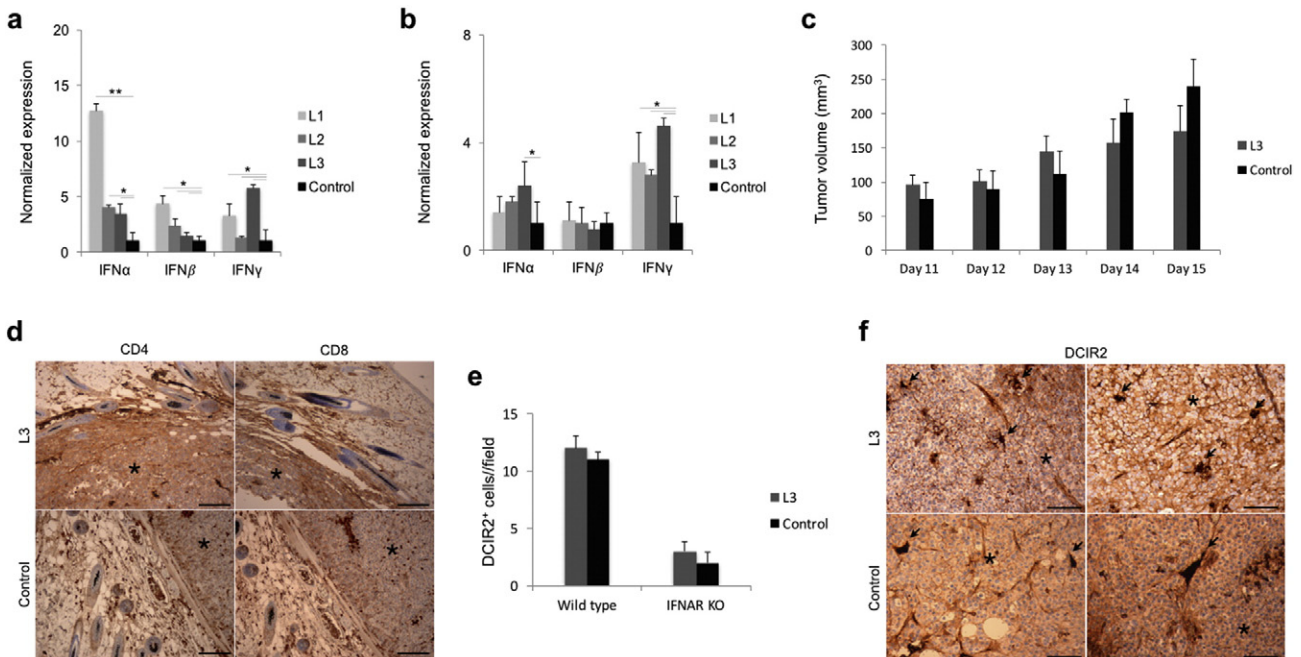 a
Normalized expression
20
15
10
5
0
**
*
*
*
IFNα
IFNβ
IFNγ
L1
L2
L3
Control
b
Normalized expression
8
4
0
*
*
IFNα
IFNβ
IFNγ
L1
L2
L3
Control
c
Tumor volume (mm³)
300
250
200
150
100
50
0
Day 11
Day 12
Day 13
Day 14
Day 15
L3
Control
d
CD4
CD8
L3
*
*
Control
*
*
e
DCIR2⁺ cells//field
15
10
5
0
Wild type
IFNAR KO
L3
Control
f
DCIR2
L3
*
*
Control
*
*